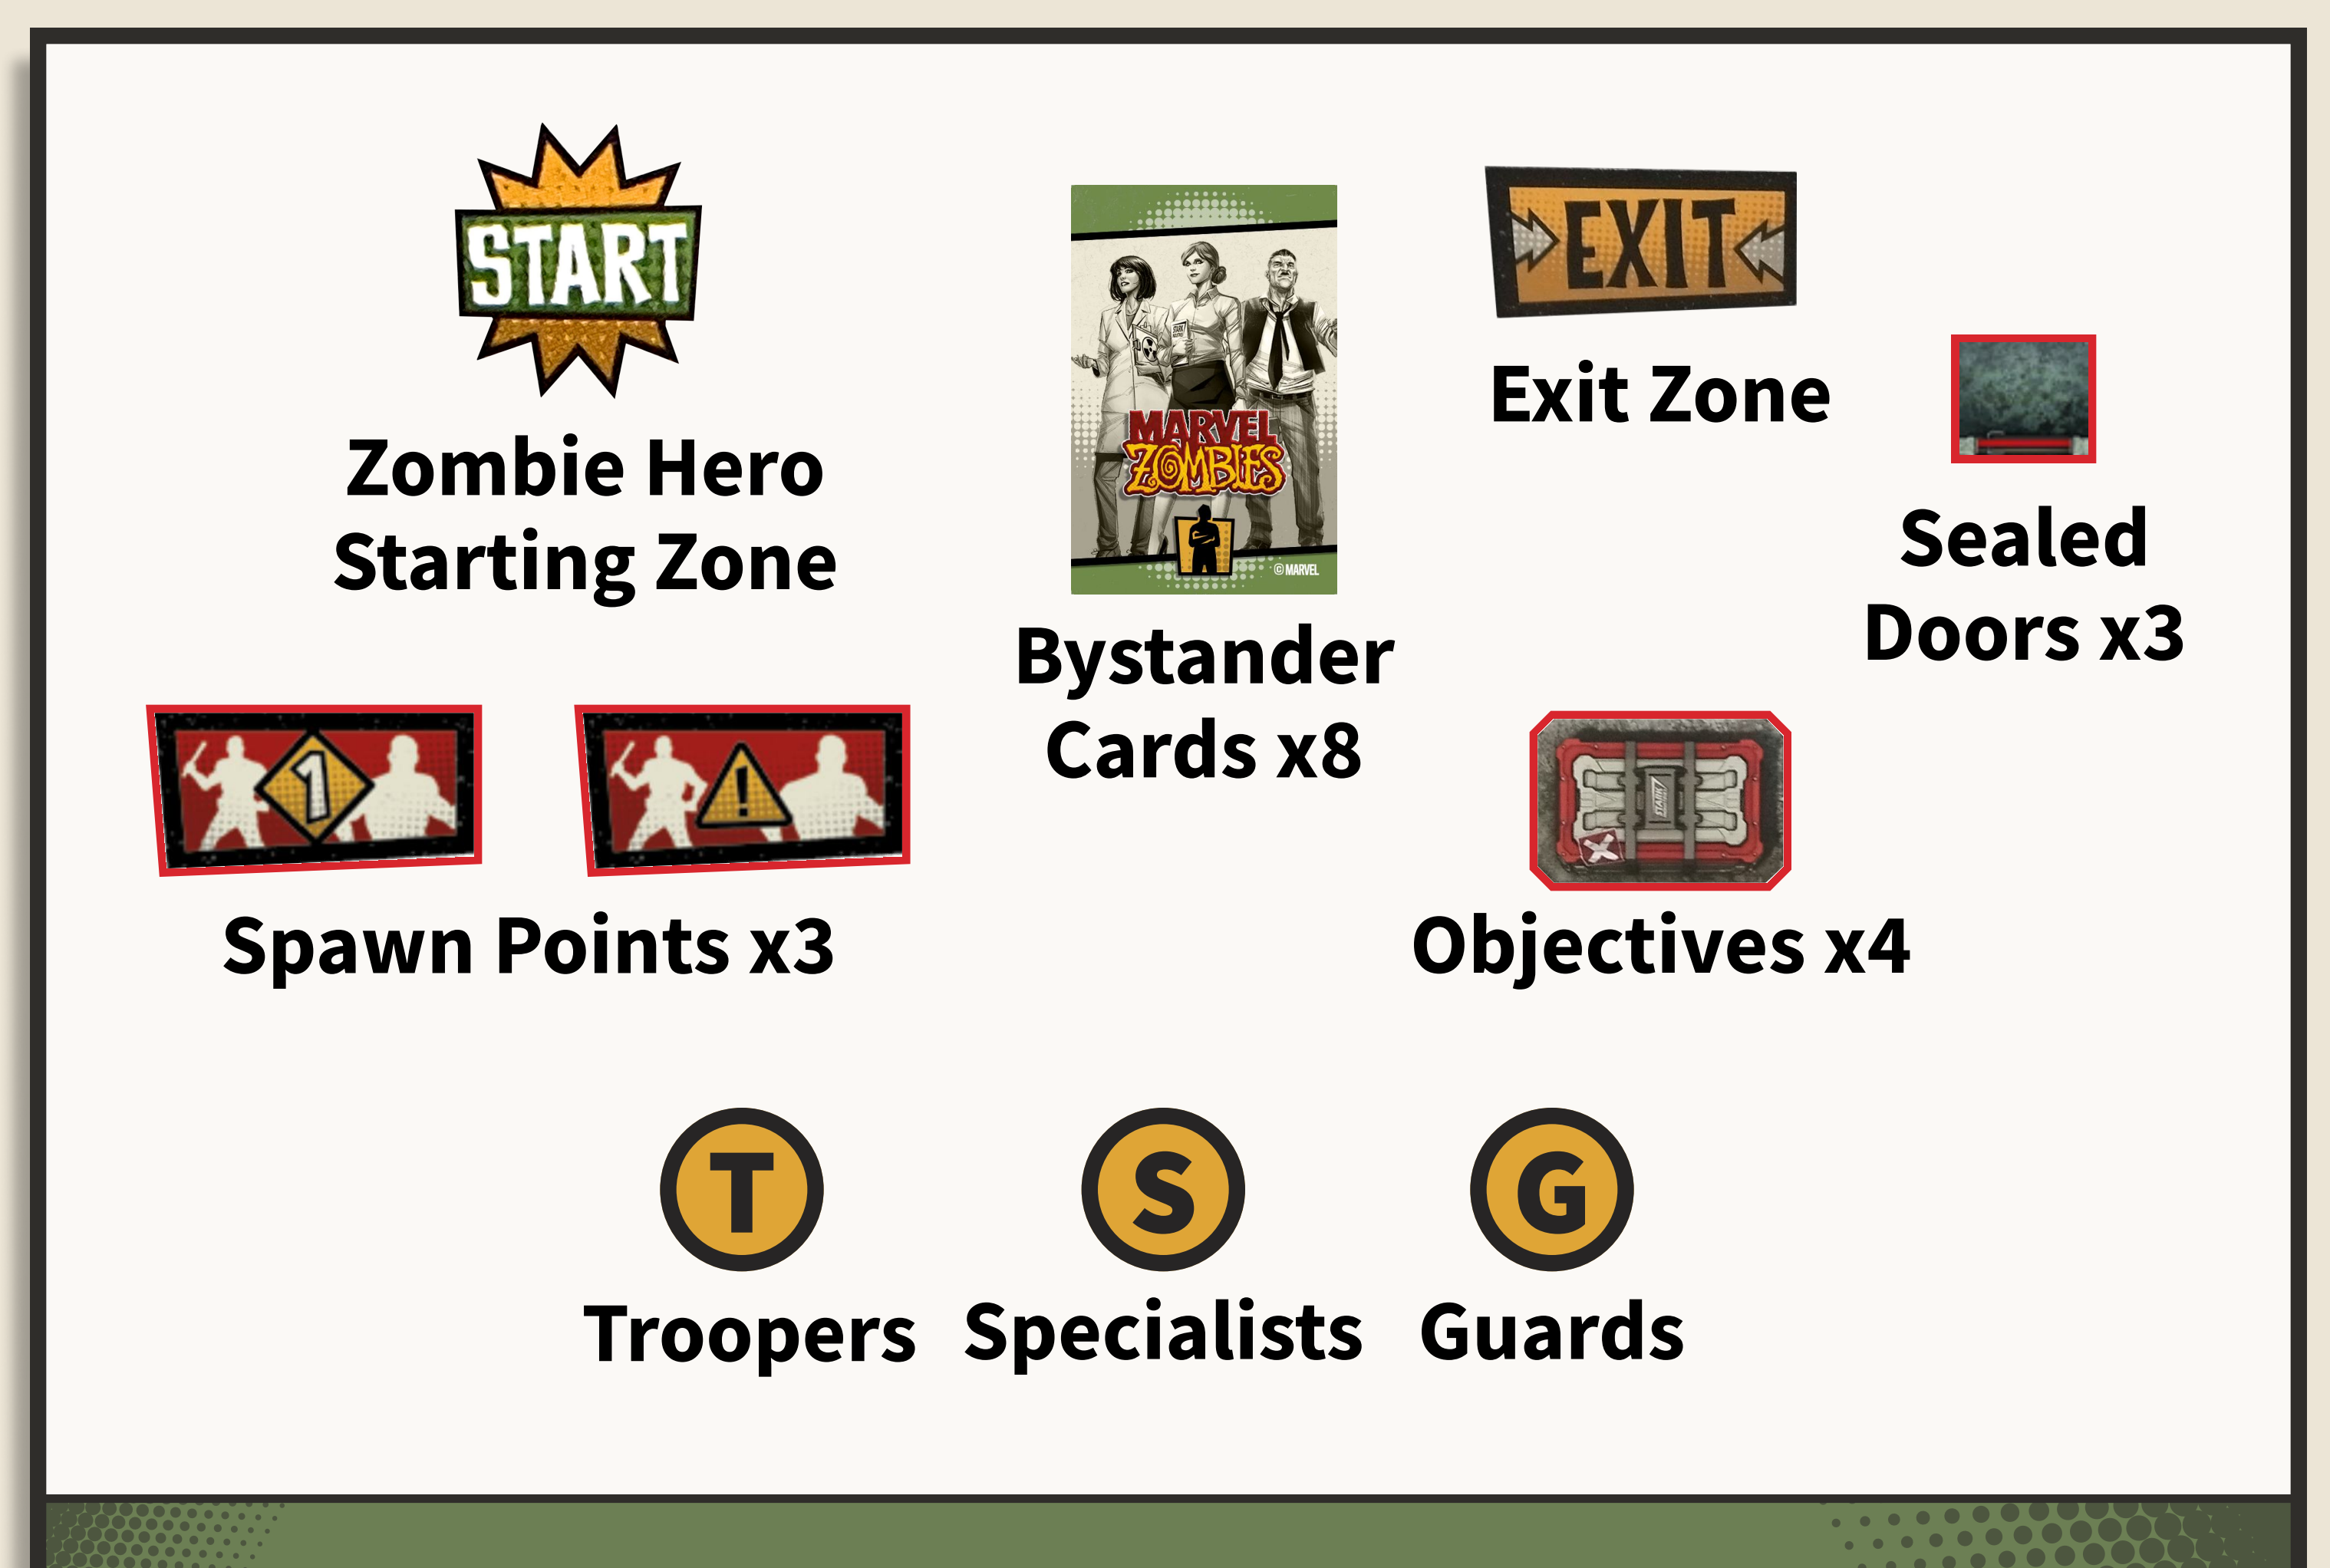 START
Zombie Hero
Starting Zone
MARVEL
ZOMBIES
© MARVEL
Bystander
Cards x8
EXIT
Exit Zone
Sealed
Doors x3
1
!
Spawn Points x3
STARK
Objectives x4
T
Troopers
S
Specialists
G
Guards